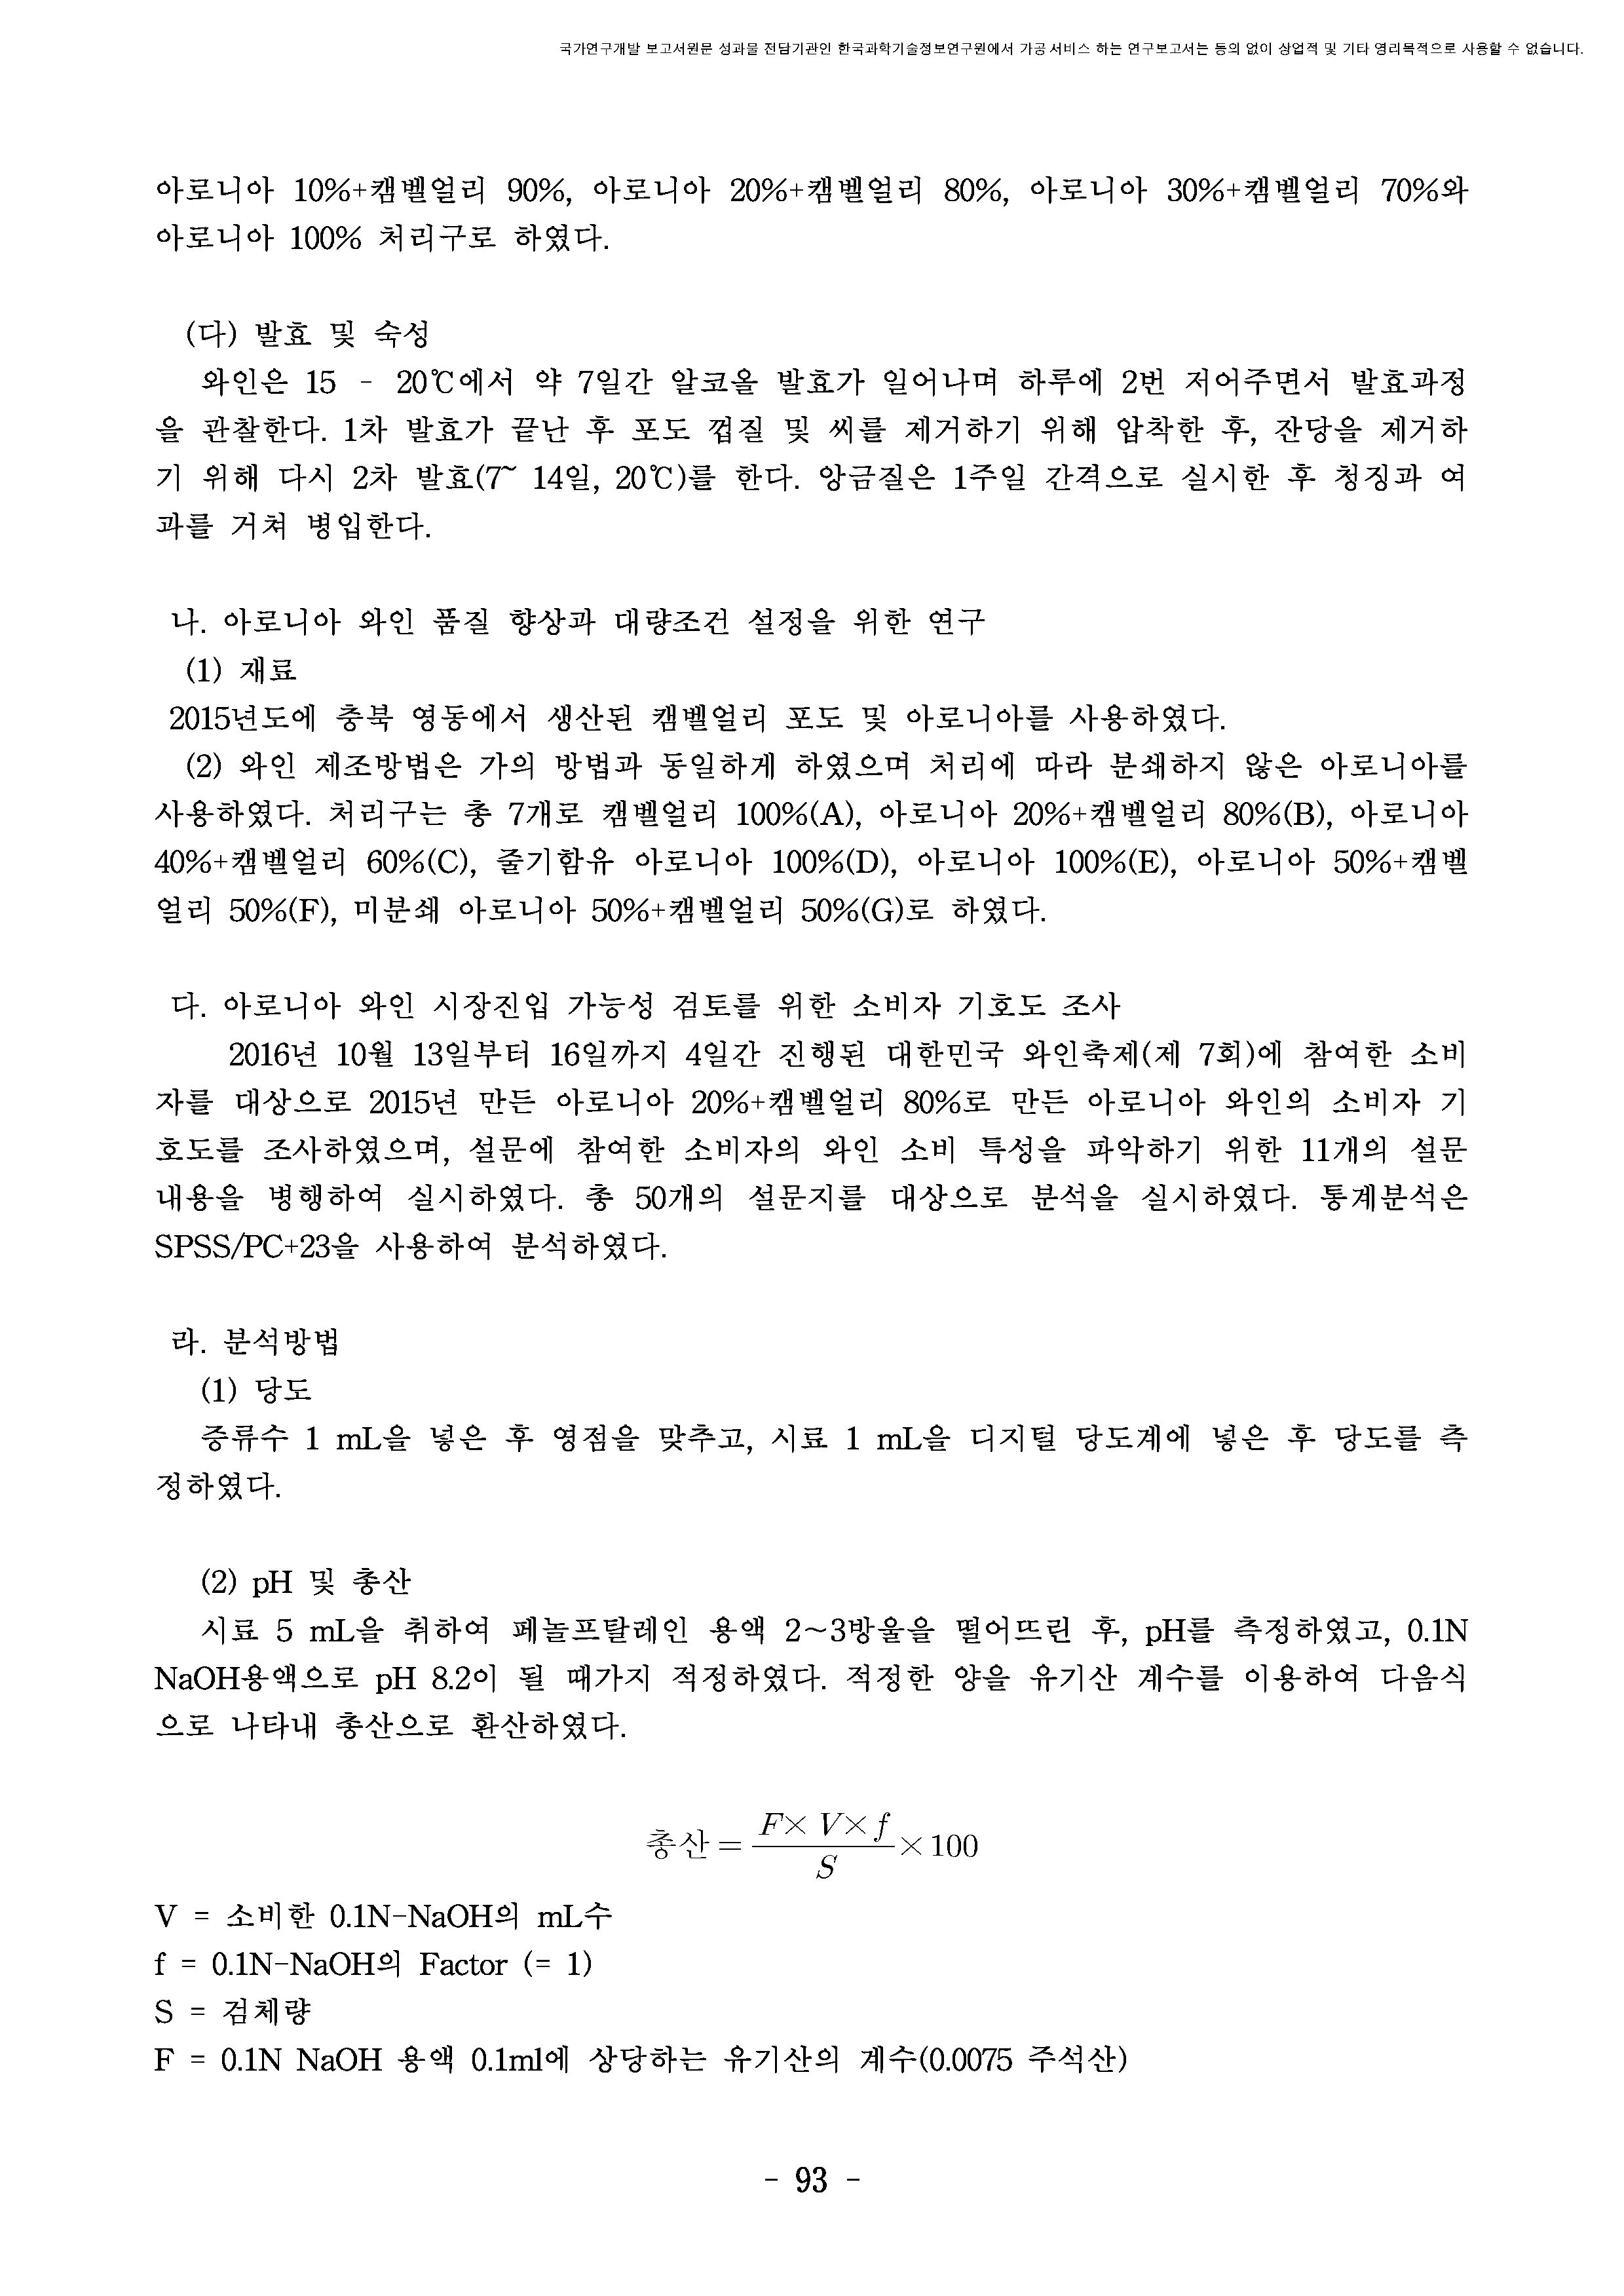 국가연구개발 보고서원문 성과물 전담기관인 한국과학기술정보연구원에서 가공·서비스 하는 연구보고서는 동의 없이 상업적 및 기타 영리목적으로 사용할 수 없습니다.
아로니아 10%+캠벨얼리 90%, 아로니아 20%+캠벨얼리 80%, 아로니아 30%+캠벨얼리 70%와
아로니아 100% 처리구로 하였다.
(다) 발효 및 숙성
와인은 15 - 20℃에서 약 7일간 알코올 발효가 일어나며 하루에 2번 저어주면서 발효과정
을 관찰한다. 1차 발효가 끝난 후 포도 껍질 및 씨를 제거하기 위해 압착한 후, 잔당을 제거하
기 위해 다시 2차 발효(7~ 14일, 20℃)를 한다. 앙금질은 1주일 간격으로 실시한 후 청징과 여
과를 거쳐 병입한다.
나. 아로니아 와인 품질 향상과 대량조건 설정을 위한 연구
(1) 재료
2015년도에 충북 영동에서 생산된 캠벨얼리 포도 및 아로니아를 사용하였다.
(2) 와인 제조방법은 가의 방법과 동일하게 하였으며 처리에 따라 분쇄하지 않은 아로니아를
사용하였다. 처리구는 총 7개로 캠벨얼리 100%(A), 아로니아 20%+캠벨얼리 80%(B), 아로니아
40%+캠벨얼리 60%(C), 줄기함유 아로니아 100%(D), 아로니아 100%(E), 아로니아 50%+캠벨
얼리 50%(F), 미분쇄 아로니아 50%+캠벨얼리 50%(G)로 하였다.
다. 아로니아 와인 시장진입 가능성 검토를 위한 소비자 기호도 조사
2016년 10월 13일부터 16일까지 4일간 진행된 대한민국 와인축제(제 7회)에 참여한 소비
자를 대상으로 2015년 만든 아로니아 20%+캠벨얼리 80%로 만든 아로니아 와인의 소비자 기
호도를 조사하였으며, 설문에 참여한 소비자의 와인 소비 특성을 파악하기 위한 11개의 설문
내용을 병행하여 실시하였다. 총 50개의 설문지를 대상으로 분석을 실시하였다. 통계분석은
SPSS/PC+23을 사용하여 분석하였다.
라. 분석방법
(1) 당도
증류수 1 mL을 넣은 후 영점을 맞추고, 시료 1 mL을 디지털 당도계에 넣은 후 당도를 측
정하였다.
(2) pH 및 총산
시료 5 mL을 취하여 페놀프탈레인 용액 2~3방울을 떨어뜨린 후, pH를 측정하였고, 0.1N
NaOH용액으로 pH 8.2이 될 때가지 적정하였다. 적정한 양을 유기산 계수를 이용하여 다음식
으로 나타내 총산으로 환산하였다.
총산 = F × V × f / S × 100
V = 소비한 0.1N-NaOH의 mL수
f = 0.1N-NaOH의 Factor (= 1)
S = 검체량
F = 0.1N NaOH 용액 0.1ml에 상당하는 유기산의 계수(0.0075 주석산)
- 93 -